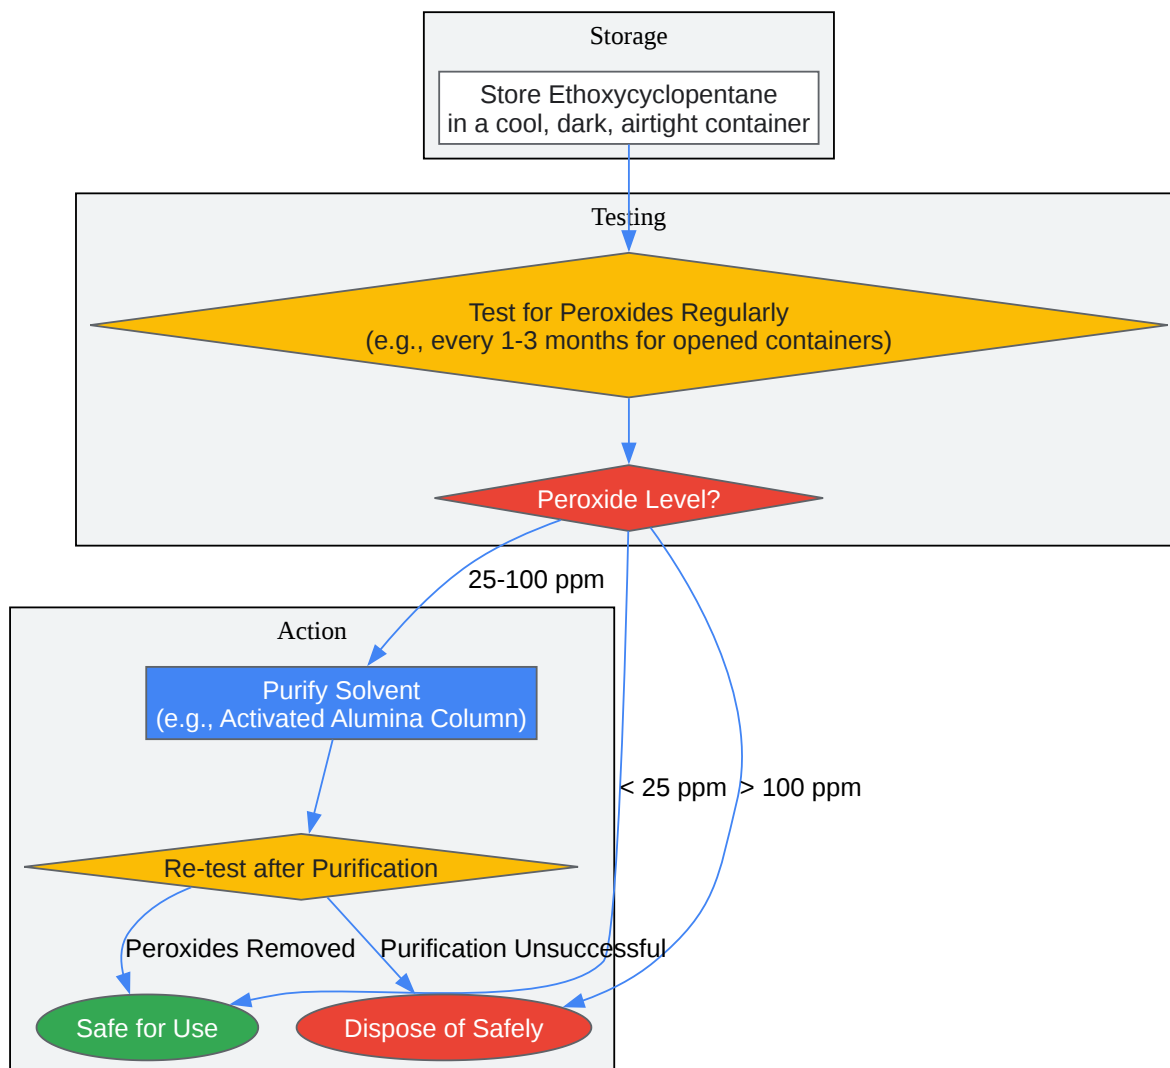 Storage
Store Ethoxycyclopentane
in a cool, dark, airtight container
Testing
Test for Peroxides Regularly
(e.g., every 1-3 months for opened containers)
Peroxide Level?
25-100 ppm
Action
Purify Solvent
(e.g., Activated Alumina Column)
< 25 ppm
> 100 ppm
Re-test after Purification
Peroxides Removed
Purification Unsuccessful
Safe for Use
Dispose of Safely